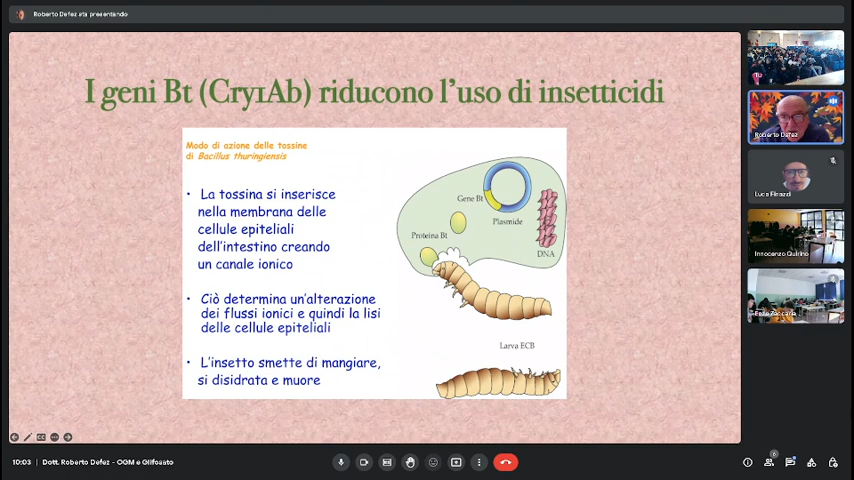 Roberto Defez sta presentando
I geni Bt (Cry1Ab) riducono l'uso di insetticidi
Modo di azione delle tossine
di Bacillus thuringiensis
• La tossina si inserisce
nella membrana delle
cellule epiteliali
dell'intestino creando
un canale ionico
• Ciò determina un'alterazione
dei flussi ionici e quindi la lisi
delle cellule epiteliali
• L'insetto smette di mangiare,
si disidrata e muore
Gene Bt
Plasmide
Proteina Bt
DNA
Larva ECB
Roberto Defez
Innocenzo Quirino
10:03 | Dott. Roberto Defez - OGM e Glifosato
6